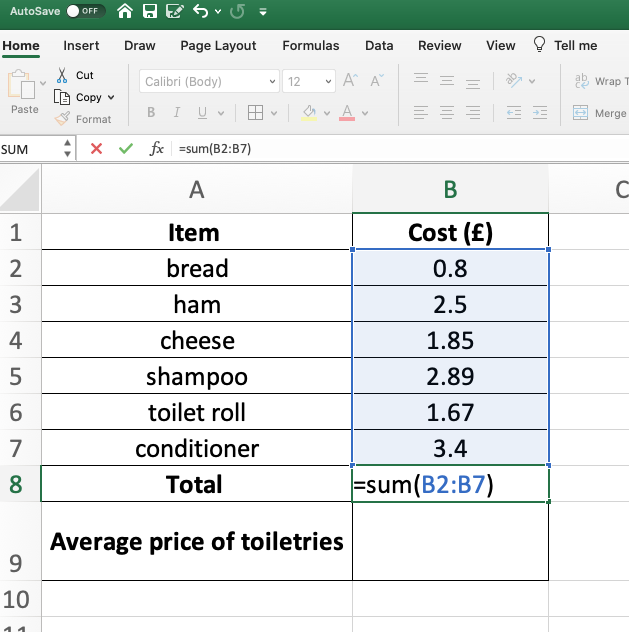 AutoSave OFF
Home Insert Draw Page Layout Formulas Data Review View Tell me
Paste
Cut
Copy
Format
Calibri (Body) 12 A A
B I U A
ab Wrap T
Merge
SUM fx =sum(B2:B7)
A B C
1 Item Cost (£)
2 bread 0.8
3 ham 2.5
4 cheese 1.85
5 shampoo 2.89
6 toilet roll 1.67
7 conditioner 3.4
8 Total =sum(B2:B7)
9 Average price of toiletries
10
11